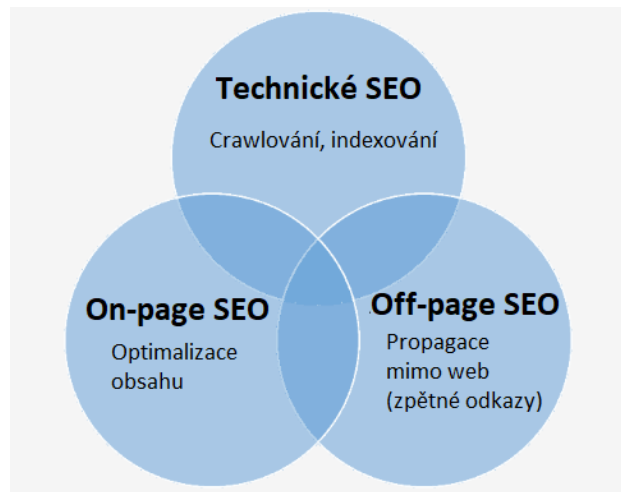 Technické SEO
Crawlování, indexování
On-page SEO
Optimalizace
obsahu
Off-page SEO
Propagace
mimo web
(zpětné odkazy)